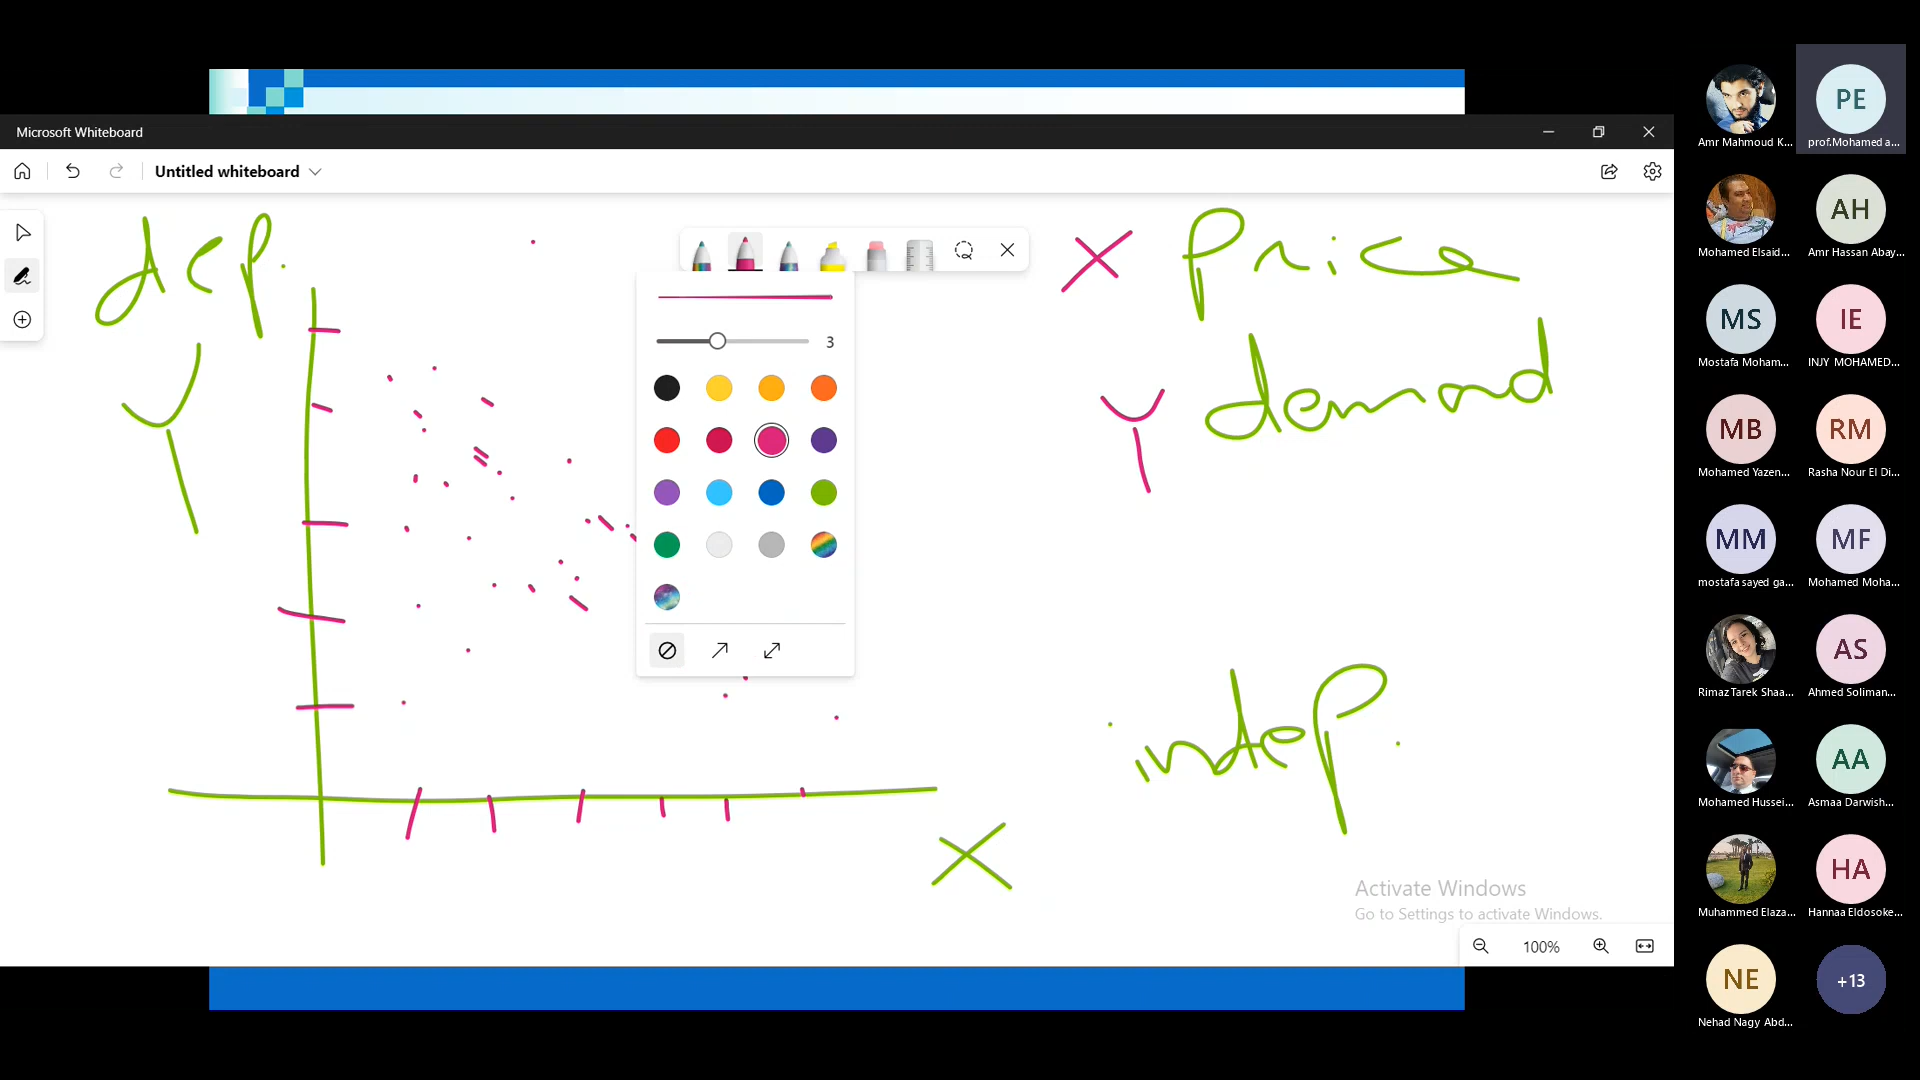 Microsoft Whiteboard
Untitled whiteboard
dep.
Y
X Price
Y demand
3
indep.
X
Activate Windows
Go to Settings to activate Windows.
100%
Amr Mahmoud K...
PE
prof.Mohamed a...
Mohamed Elsaid...
AH
Amr Hassan Abay...
MS
Mostafa Moham...
IE
INJY MOHAMED...
MB
Mohamed Yazen...
RM
Rasha Nour El Di...
MM
mostafa sayed ga...
MF
Mohamed Moha...
Rimaz Tarek Shaa...
AS
Ahmed Soliman...
Mohamed Hussei...
AA
Asmaa Darwish...
Muhammed Elaza...
HA
Hannaa Eldosoke...
NE
Nehad Nagy Abd...
+13